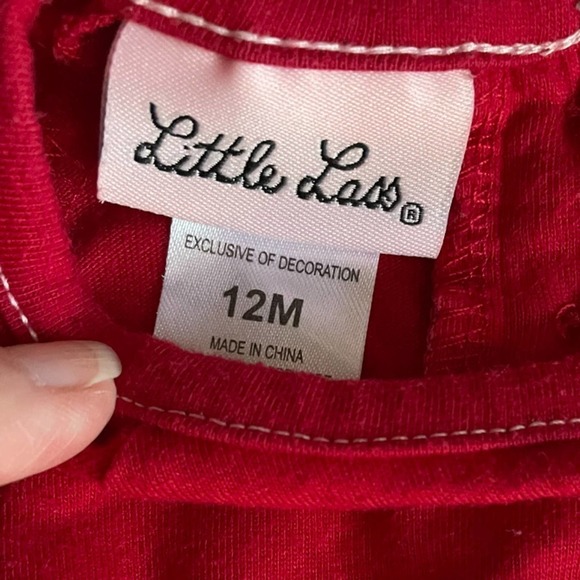 Little Lass®
EXCLUSIVE OF DECORATION
12M
MADE IN CHINA